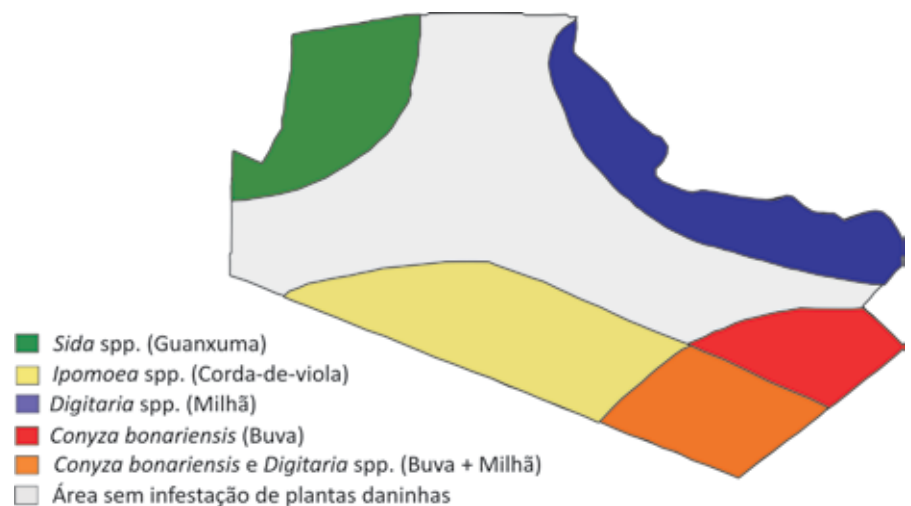 Sida spp. (Guanxuma)
Ipomoea spp. (Corda-de-viola)
Digitaria spp. (Milhã)
Conyza bonariensis (Buva)
Conyza bonariensis e Digitaria spp. (Buva + Milhã)
Área sem infestação de plantas daninhas